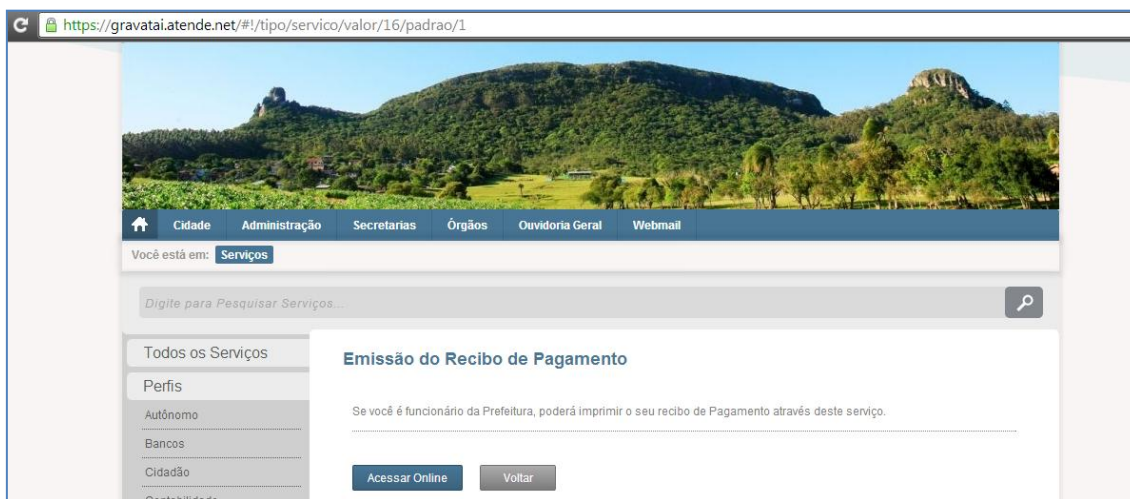 https://gravatai.atende.net/#!/tipo/servico/valor/16/padrao/1
Cidade Administração Secretarias Órgãos Ouvidoria Geral Webmail
Você está em: Serviços
Digite para Pesquisar Serviços...
Todos os Serviços
Emissão do Recibo de Pagamento
Perfis
Autônomo
Se você é funcionário da Prefeitura, poderá imprimir o seu recibo de Pagamento através deste serviço.
Bancos
Cidadão
Acessar Online Voltar